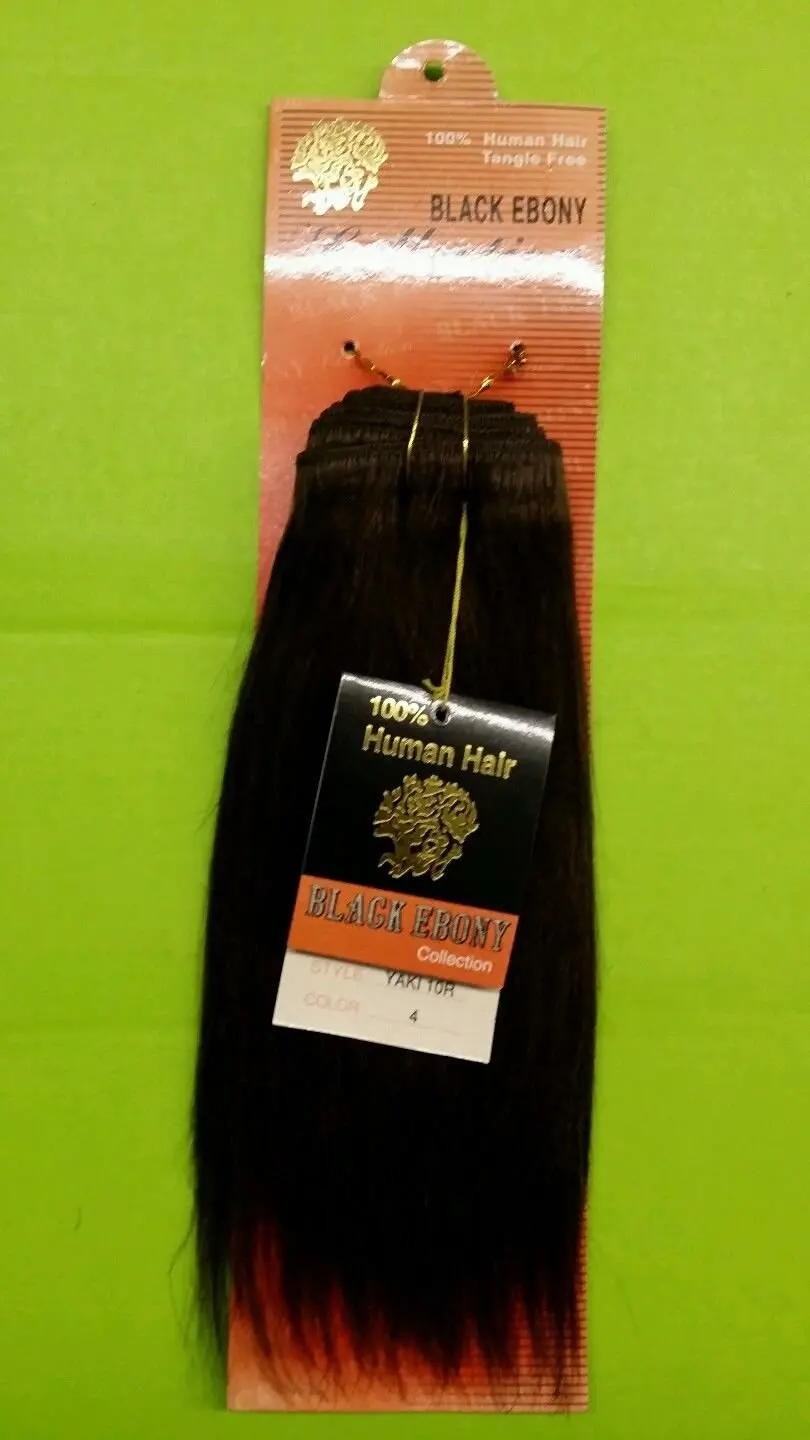 100% Human Hair
Tangle Free
BLACK EBONY
100%
Human Hair
BLACK EBONY
Collection
STYLE YAKI 10R
COLOR 4